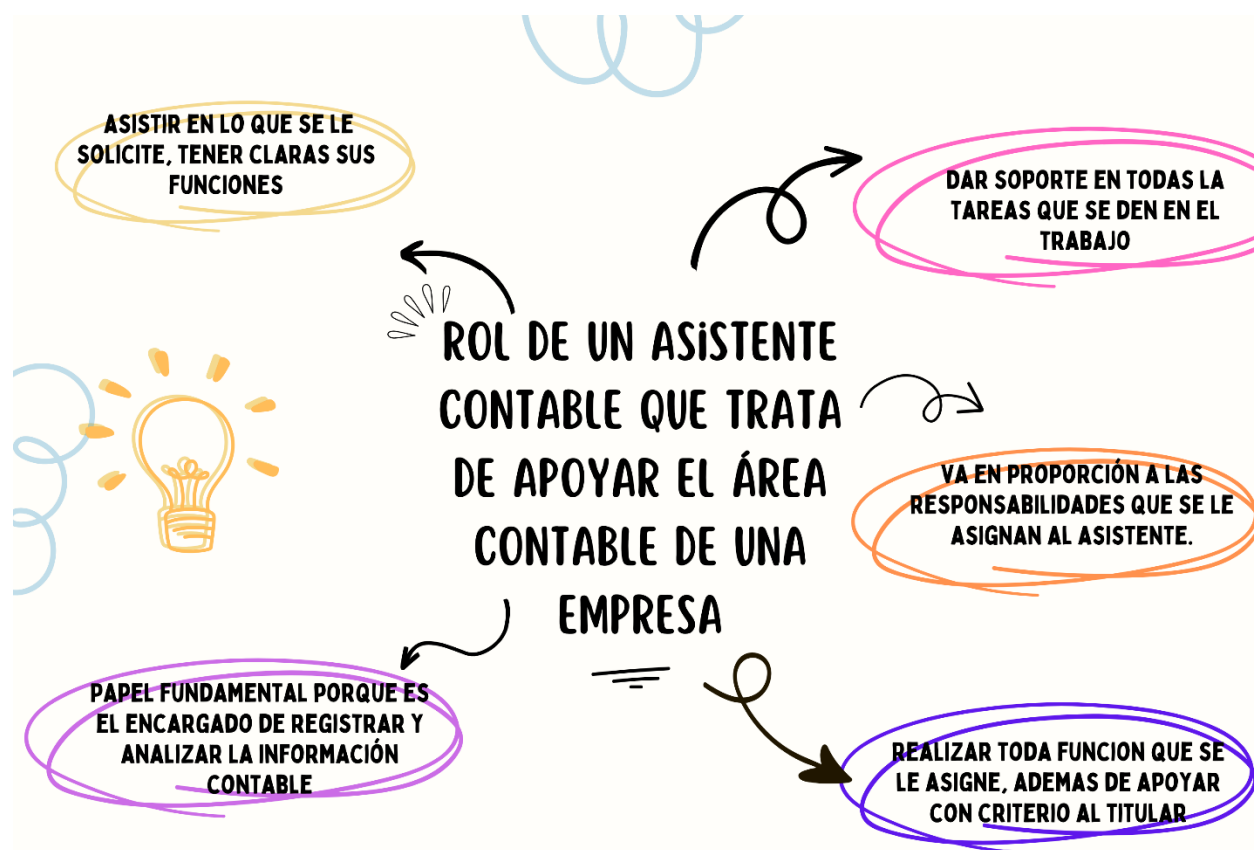 ASISTIR EN LO QUE SE LE
SOLICITE, TENER CLARAS SUS
FUNCIONES
DAR SOPORTE EN TODAS LA
TAREAS QUE SE DEN EN EL
TRABAJO
ROL DE UN ASiSTENTE
CONTABLE QUE TRATA
DE APOYAR EL ÁREA
CONTABLE DE UNA
EMPRESA
VA EN PROPORCIÓN A LAS
RESPONSABILIDADES QUE SE LE
ASIGNAN AL ASISTENTE.
PAPEL FUNDAMENTAL PORQUE ES
EL ENCARGADO DE REGISTRAR Y
ANALIZAR LA INFORMACIÓN
CONTABLE
REALIZAR TODA FUNCION QUE SE
LE ASIGNE, ADEMAS DE APOYAR
CON CRITERIO AL TITULAR